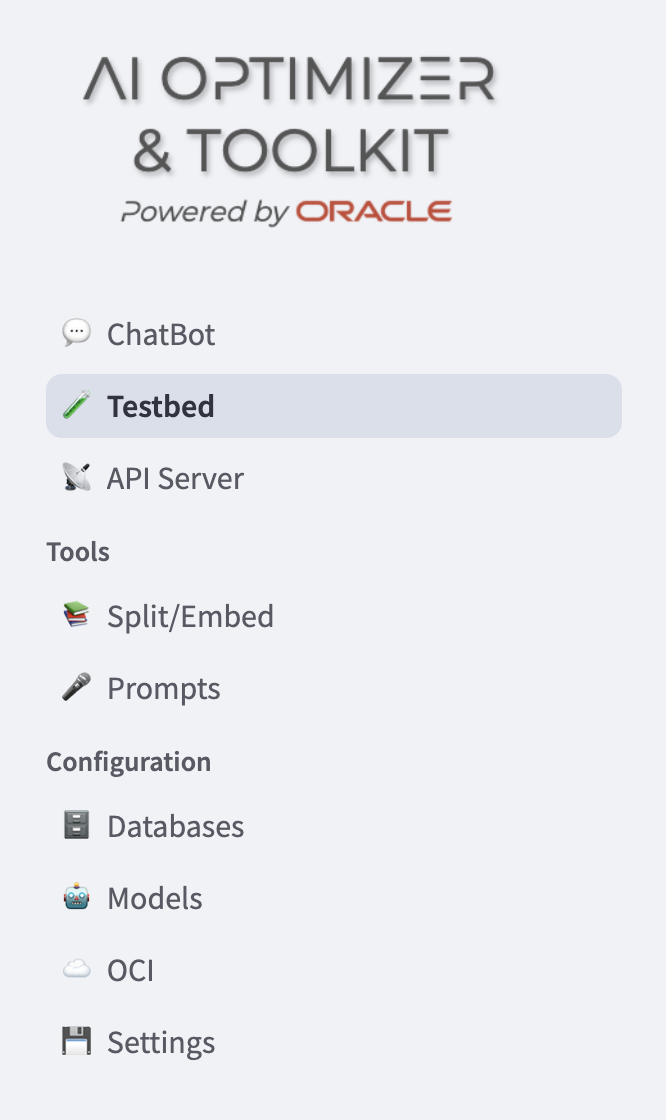 AI OPTIMIZER
& TOOLKIT
Powered by ORACLE
ChatBot
Testbed
API Server
Tools
Split/Embed
Prompts
Configuration
Databases
Models
OCI
Settings